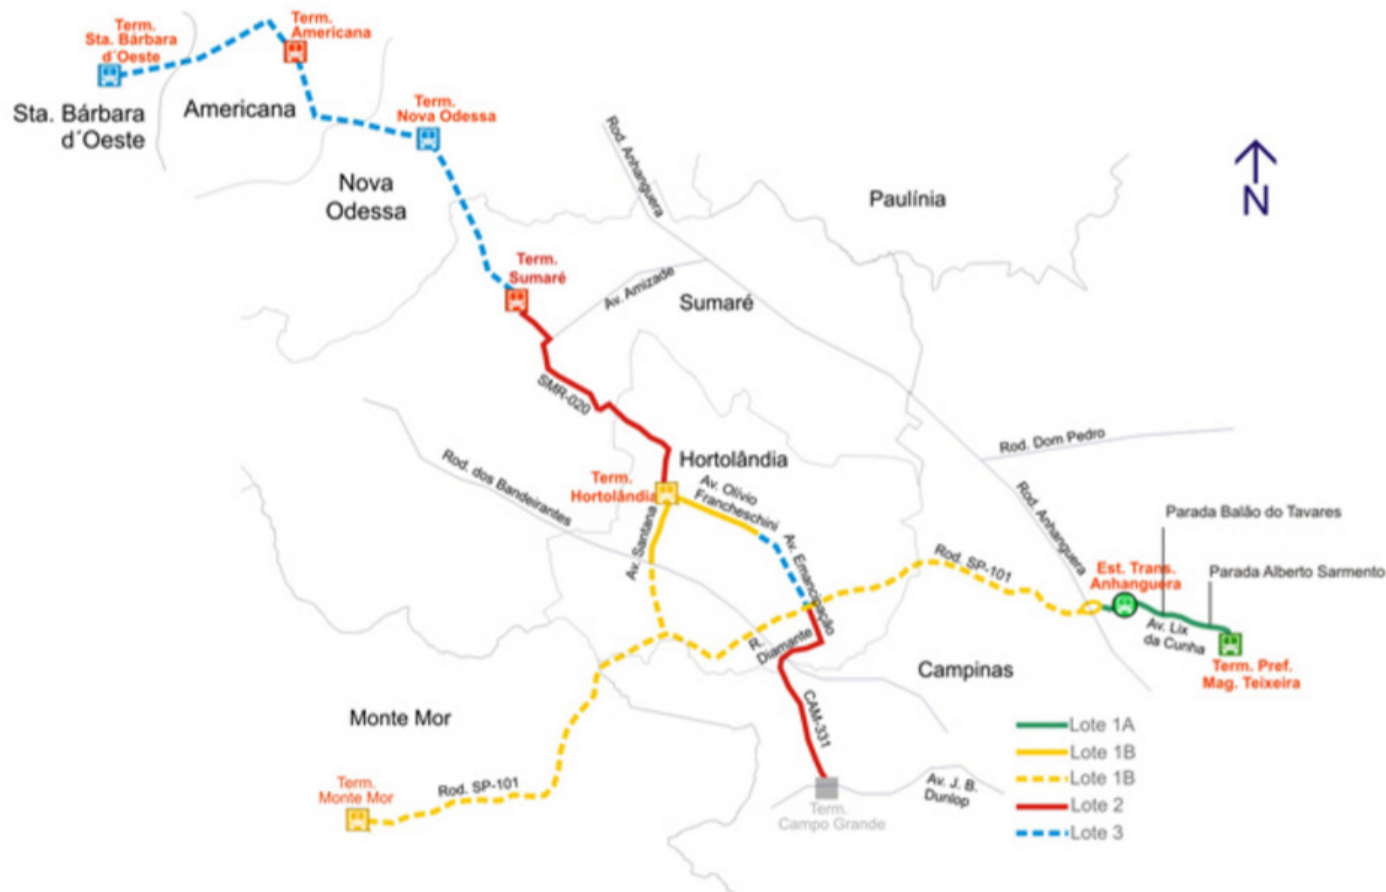 Term.
Sta. Bárbara
d´Oeste
Term.
Americana
Sta. Bárbara
d´Oeste
Americana
Term.
Nova Odessa
Nova
Odessa
Rod. Anhanguera
Paulínia
N
Term.
Sumaré
Av. Amizade
Sumaré
SMR-020
Rod. Dom Pedro
Hortolândia
Rod. dos Bandeirantes
Term.
Hortolândia
Av. Olívio
Francheschini
Rod. Anhanguera
Parada Balão do Tavares
Av. Santana
Av. Emancipação
Rod. SP-101
Est. Trans.
Anhanguera
Parada Alberto Sarmento
Av. Lix
da Cunha
R.
Diamante
Term. Pref.
Mag. Teixeira
Campinas
Monte Mor
CAM-331
Lote 1A
Lote 1B
Lote 1B
Lote 2
Lote 3
Term.
Monte Mor
Rod. SP-101
Av. J. B.
Dunlop
Term.
Campo Grande